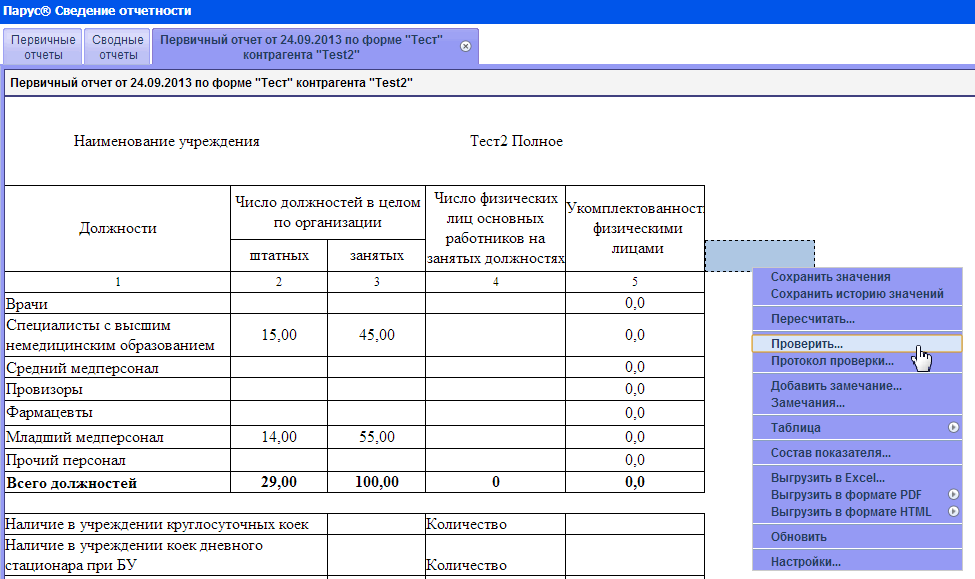 Парус® Сведение отчетности
Первичные
отчеты
Сводные
отчеты
Первичный отчет от 24.09.2013 по форме "Тест"
контрагента "Test2"
Первичный отчет от 24.09.2013 по форме "Тест" контрагента "Test2"
Наименование учреждения Тест2 Полное
Должности
Число должностей в целом
по организации
штатных занятых
Число физических
лиц основных
работников на
занятых должностях
Укомплектованность
физическими
лицами
1 2 3 4 5
Врачи 0,0
Специалисты с высшим
немедицинским образованием 15,00 45,00 0,0
Средний медперсонал 0,0
Провизоры 0,0
Фармацевты 0,0
Младший медперсонал 14,00 55,00 0,0
Прочий персонал 0,0
Всего должностей 29,00 100,00 0 0,0
Наличие в учреждении круглосуточных коек Количество
Наличие в учреждении коек дневного
стационара при БУ Количество
Сохранить значения
Сохранить историю значений
Пересчитать...
Проверить...
Протокол проверки...
Добавить замечание...
Замечания...
Таблица
Состав показателя...
Выгрузить в Excel...
Выгрузить в формате PDF
Выгрузить в формате HTML
Обновить
Настройки...